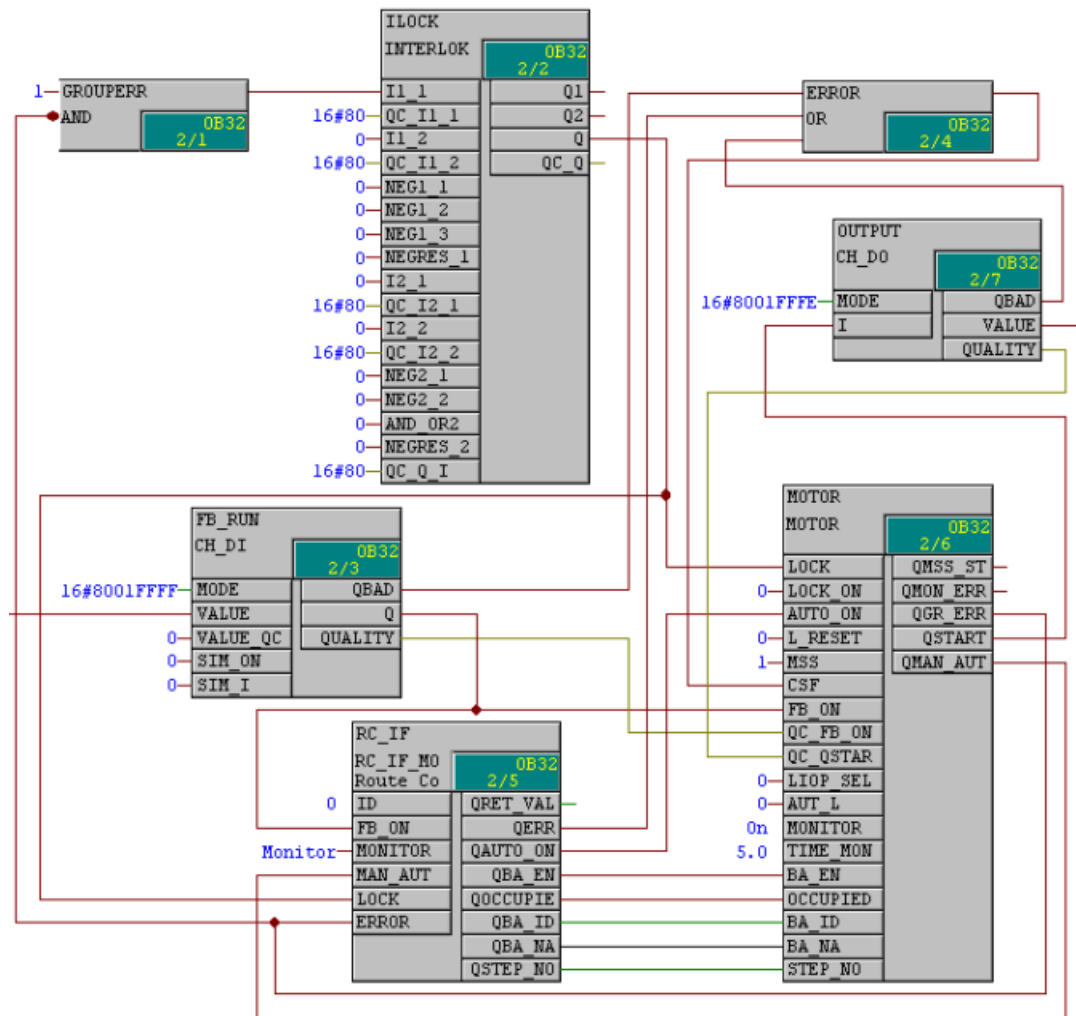 ILOCK
INTERLOK
OB32
2/2
I1_1
Q1
16#80
QC_I1_1
Q2
0
I1_2
Q
16#80
QC_I1_2
QC_Q
0
NEG1_1
0
NEG1_2
0
NEG1_3
0
NEGRES_1
0
I2_1
16#80
QC_I2_1
0
I2_2
16#80
QC_I2_2
0
NEG2_1
0
NEG2_2
0
AND_OR2
0
NEGRES_2
16#80
QC_Q_I
1
GROUPERR
AND
OB32
2/1
ERROR
OR
OB32
2/4
OUTPUT
CH_DO
OB32
2/7
16#8001FFFE
MODE
QBAD
I
VALUE
QUALITY
FB_RUN
CH_DI
OB32
2/3
16#8001FFFF
MODE
QBAD
VALUE
Q
0
VALUE_QC
QUALITY
0
SIM_ON
0
SIM_I
MOTOR
MOTOR
OB32
2/6
LOCK
QMSS_ST
0
LOCK_ON
QMON_ERR
AUTO_ON
QGR_ERR
0
L_RESET
QSTART
1
MSS
QMAN_AUT
CSF
FB_ON
QC_FB_ON
QC_QSTAR
0
LIOP_SEL
0
AUT_L
On
MONITOR
5.0
TIME_MON
BA_EN
OCCUPIED
BA_ID
BA_NA
STEP_NO
RC_IF
RC_IF_MO
Route Co
OB32
2/5
0
ID
QRET_VAL
FB_ON
QERR
Monitor
MONITOR
QAUTO_ON
MAN_AUT
QBA_EN
LOCK
QOCCUPIE
ERROR
QBA_ID
QBA_NA
QSTEP_NO